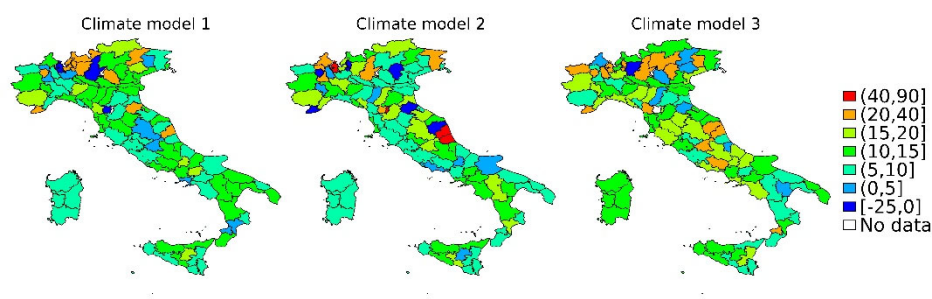 Climate model 1
Climate model 2
Climate model 3
(40,90]
(20,40]
(15,20]
(10,15]
(5,10]
(0,5]
[-25,0]
No data